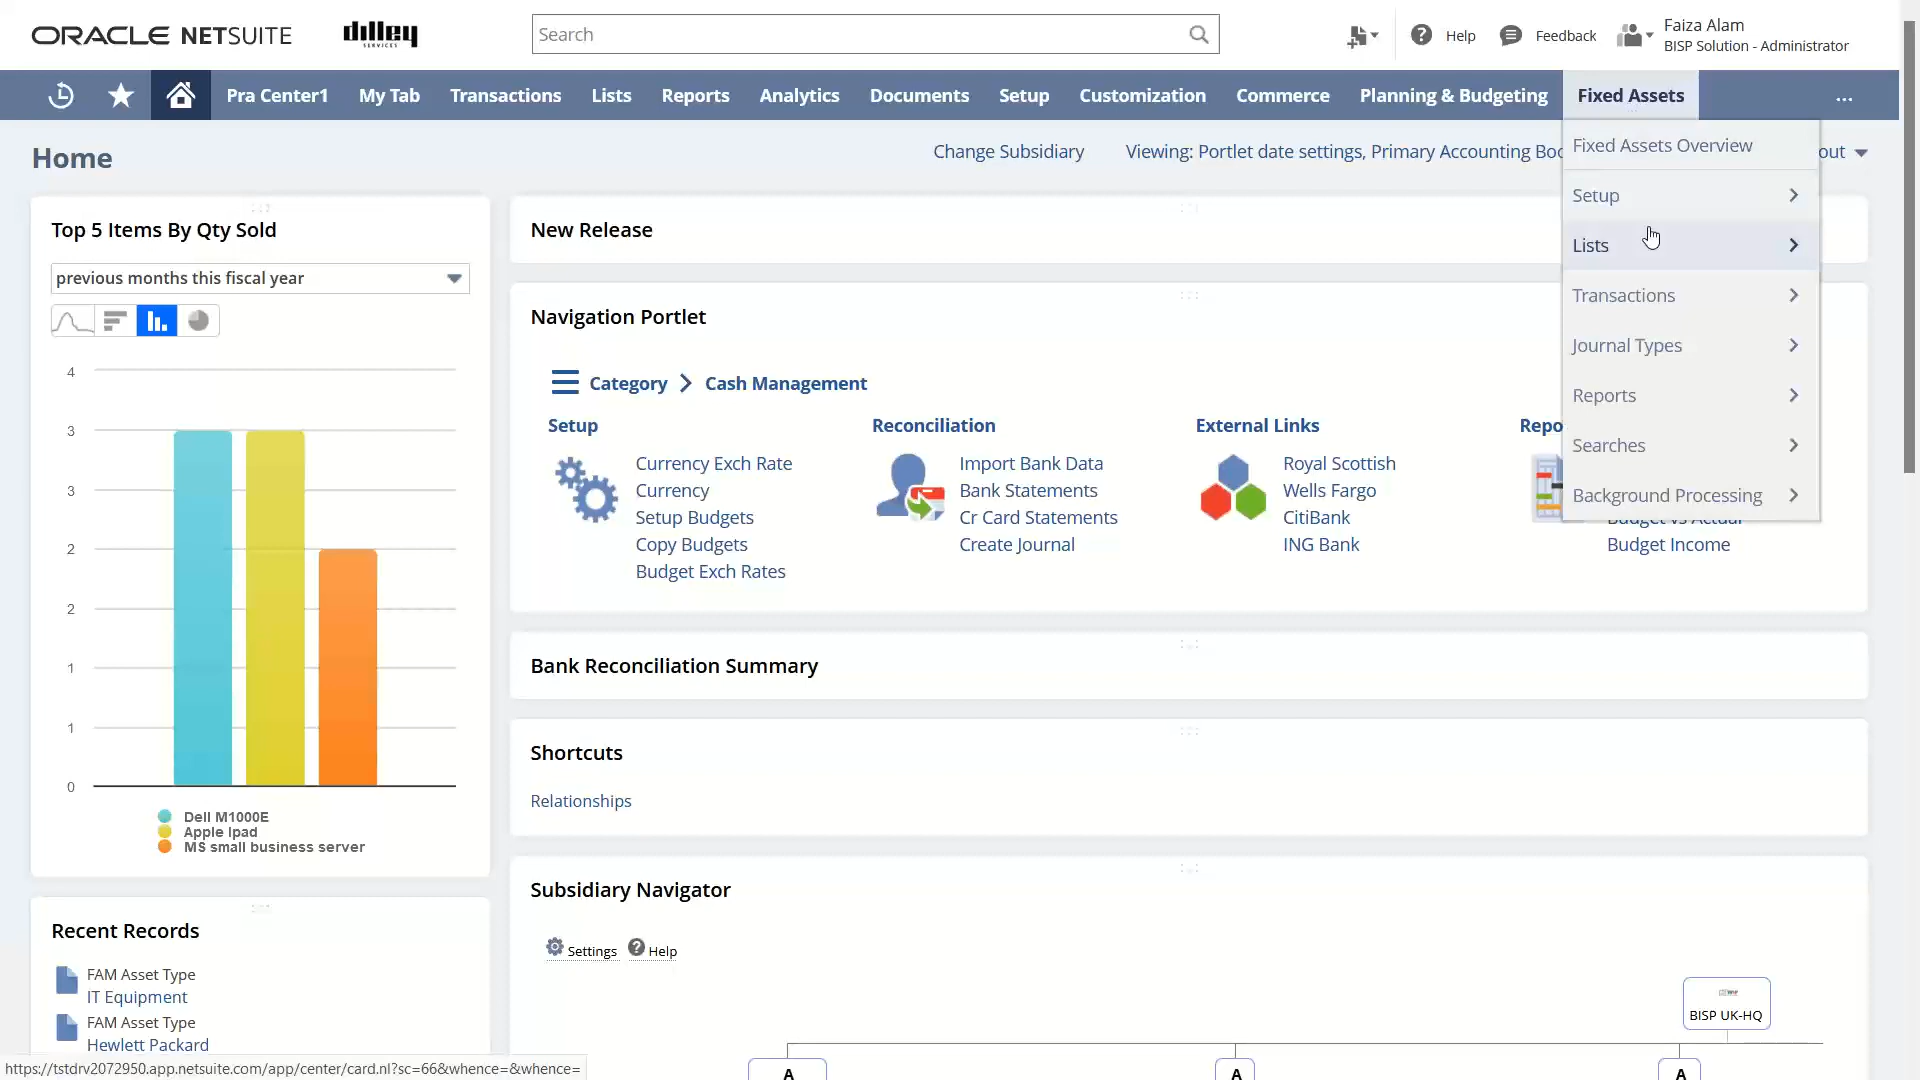 ORACLE NETSUITE
dilley
SERVICES
Search
Help
Feedback
Faiza Alam
BISP Solution - Administrator
Pra Center1
My Tab
Transactions
Lists
Reports
Analytics
Documents
Setup
Customization
Commerce
Planning & Budgeting
Fixed Assets
...
Home
Change Subsidiary
Viewing: Portlet date settings, Primary Accounting Boo
out
Fixed Assets Overview
Setup
Lists
Transactions
Journal Types
Reports
Searches
Background Processing
Top 5 Items By Qty Sold
previous months this fiscal year
4
3
3
2
2
1
1
0
Dell M1000E
Apple Ipad
MS small business server
Recent Records
FAM Asset Type
IT Equipment
FAM Asset Type
Hewlett Packard
New Release
Navigation Portlet
Category
Cash Management
Setup
Currency Exch Rate
Currency
Setup Budgets
Copy Budgets
Budget Exch Rates
Reconciliation
Import Bank Data
Bank Statements
Cr Card Statements
Create Journal
External Links
Royal Scottish
Wells Fargo
CitiBank
ING Bank
Repo
Budget vs Actual
Budget Income
Bank Reconciliation Summary
Shortcuts
Relationships
Subsidiary Navigator
Settings
Help
BISP UK-HQ
A
A
A
https://tstdrv2072950.app.netsuite.com/app/center/card.nl?sc=66&whence=&whence=